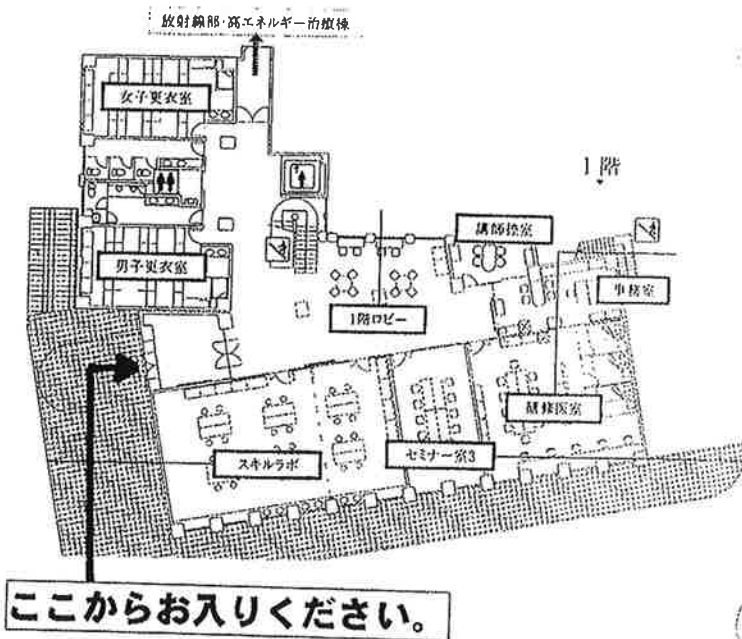 放射線部・高エネルギー治療棟
女子更衣室
1階
講師控室
男子更衣室
事務室
1階ロビー
研修医室
セミナー室3
スキルラボ
ここからお入りください。